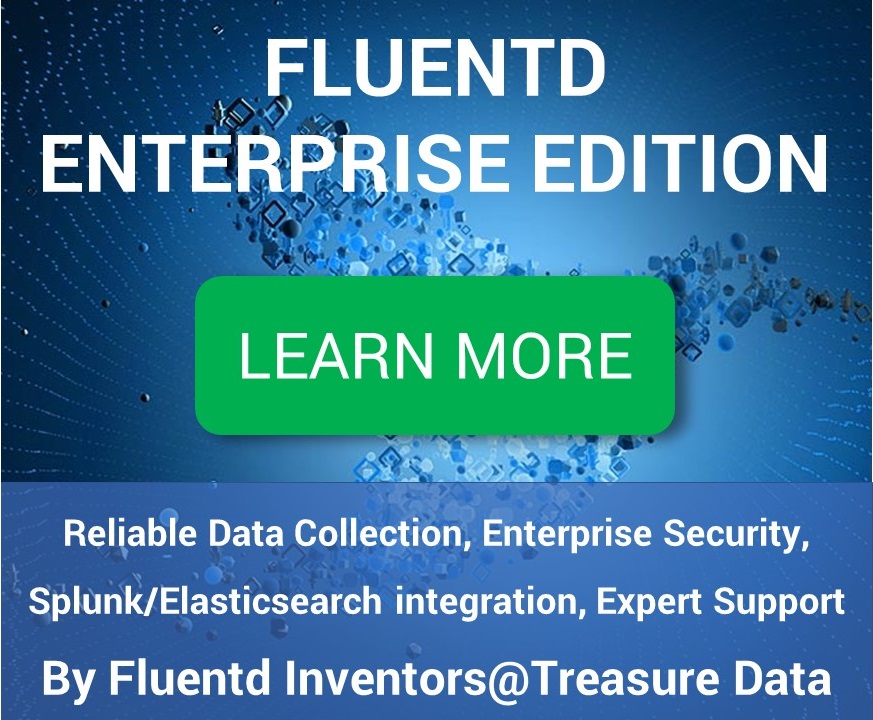 FLUENTD
ENTERPRISE EDITION
LEARN MORE
Reliable Data Collection, Enterprise Security,
Splunk/Elasticsearch integration, Expert Support
By Fluentd Inventors@Treasure Data